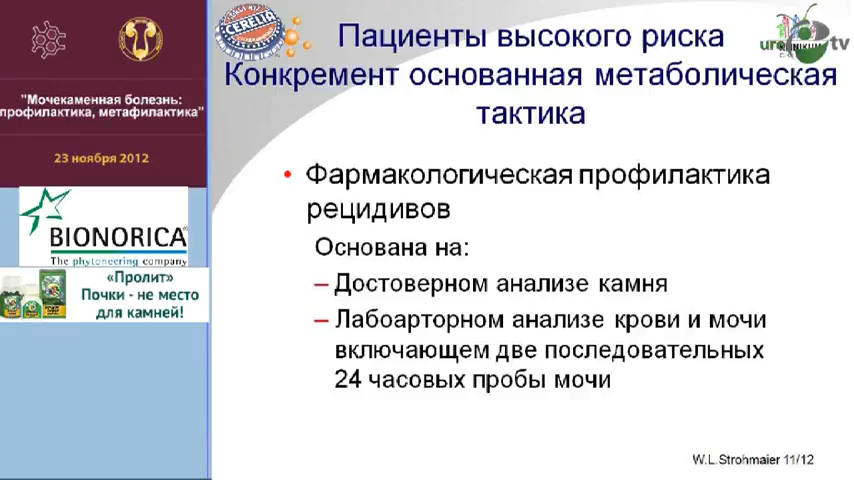 "Мочекаменная болезнь:
профилактика, метафилактика"
23 ноября 2012
BIONORICA®
The phytoneering company
«Пролит»
Почки - не место
для камней!
CERELIA
tv
Пациенты высокого риска
Конкремент основанная метаболическая
тактика
• Фармакологическая профилактика
рецидивов
Основана на:
– Достоверном анализе камня
– Лабоарторном анализе крови и мочи
включающем две последовательных
24 часовых пробы мочи
W.L.Strohmaier 11/12